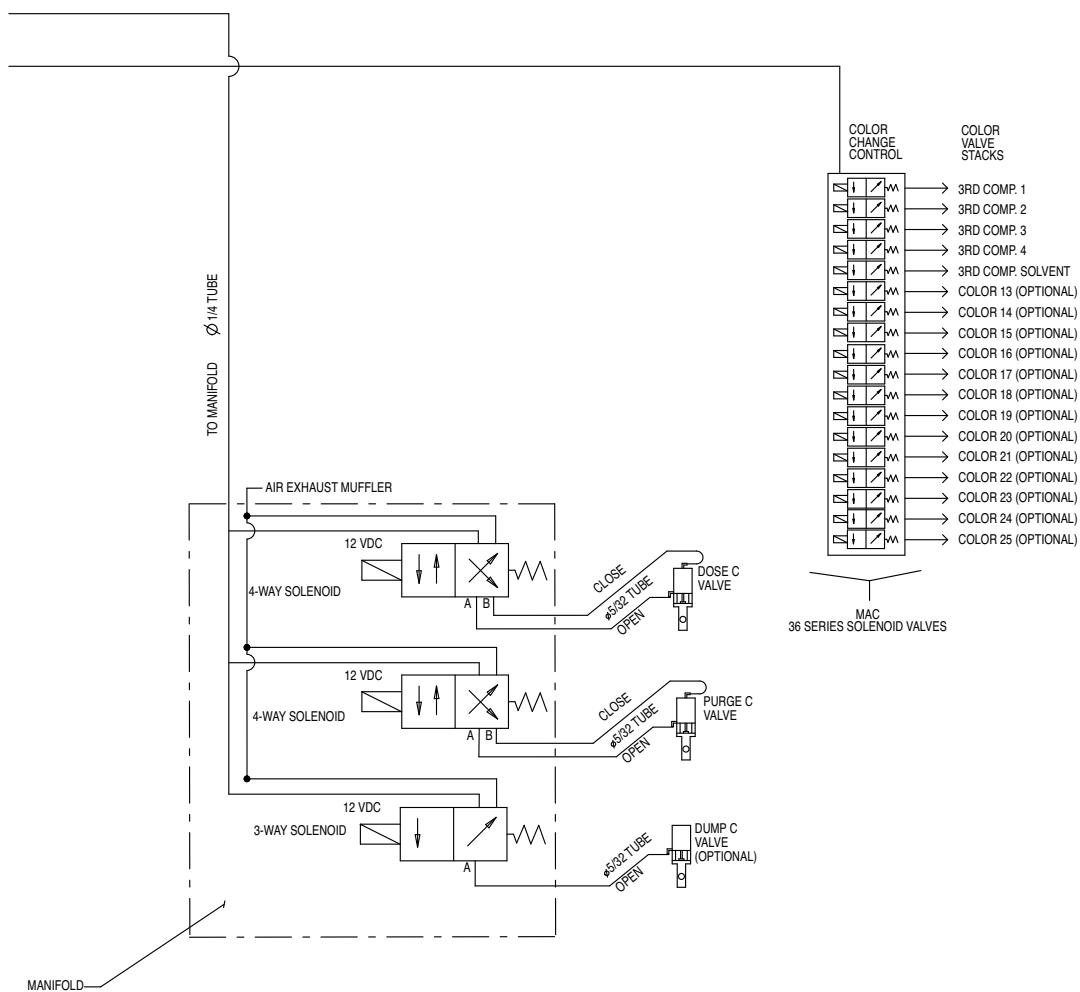 COLOR
CHANGE
CONTROL
COLOR
VALVE
STACKS
3RD COMP. 1
3RD COMP. 2
3RD COMP. 3
3RD COMP. 4
3RD COMP. SOLVENT
COLOR 13 (OPTIONAL)
COLOR 14 (OPTIONAL)
COLOR 15 (OPTIONAL)
COLOR 16 (OPTIONAL)
COLOR 17 (OPTIONAL)
COLOR 18 (OPTIONAL)
COLOR 19 (OPTIONAL)
COLOR 20 (OPTIONAL)
COLOR 21 (OPTIONAL)
COLOR 22 (OPTIONAL)
COLOR 23 (OPTIONAL)
COLOR 24 (OPTIONAL)
COLOR 25 (OPTIONAL)
MAC
36 SERIES SOLENOID VALVES
TO MANIFOLD Ø 1/4 TUBE
AIR EXHAUST MUFFLER
12 VDC
4-WAY SOLENOID
A B
CLOSE
ø5/32 TUBE
OPEN
DOSE C
VALVE
12 VDC
4-WAY SOLENOID
A B
CLOSE
ø5/32 TUBE
OPEN
PURGE C
VALVE
12 VDC
3-WAY SOLENOID
A
ø5/32 TUBE
OPEN
DUMP C
VALVE
(OPTIONAL)
MANIFOLD